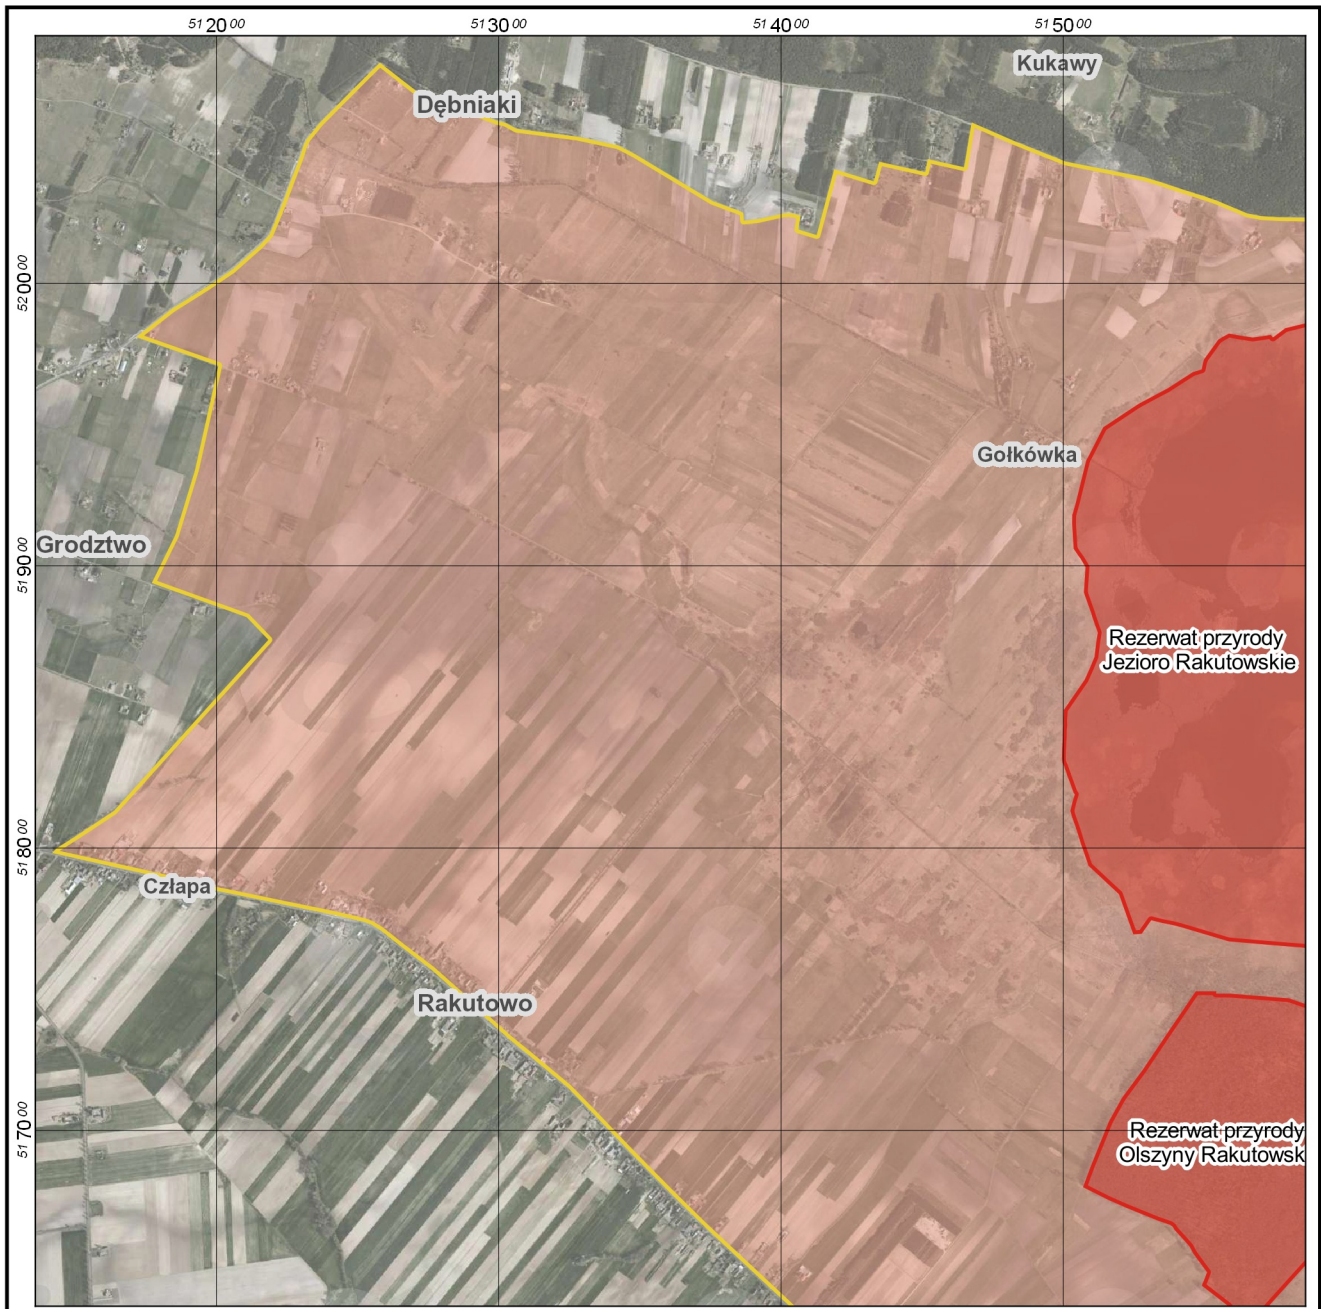 51 20 00
51 30 00
51 40 00
51 50 00
Kukawy
Dębniaki
52 00 00
Gołkówka
Grodztwo
51 90 00
Rezerwat przyrody
Jezioro Rakutowskie
51 80 00
Człapa
Rakutowo
51 70 00
Rezerwat przyrody
Olszyny Rakutowsk